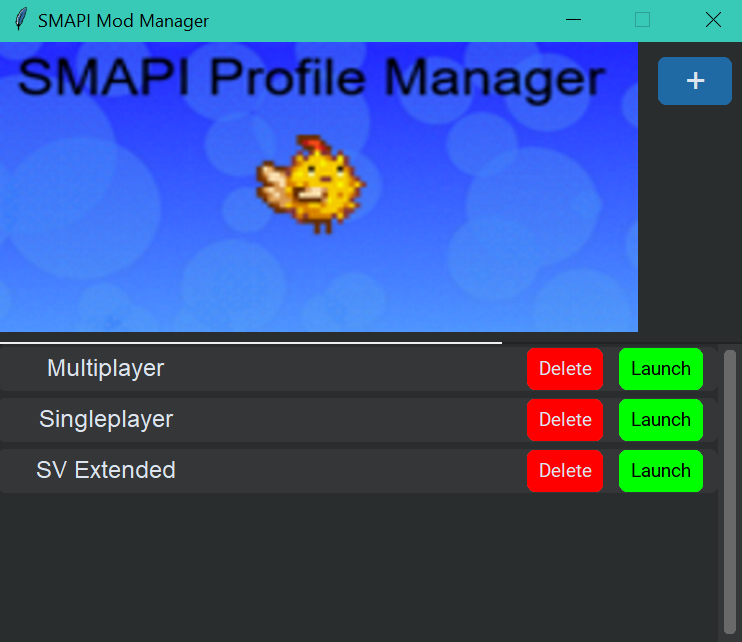 SMAPI Mod Manager
SMAPI Profile Manager
+
Multiplayer Delete Launch
Singleplayer Delete Launch
SV Extended Delete Launch